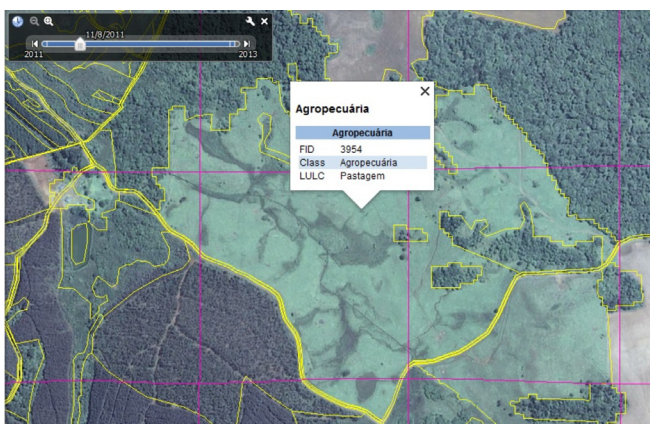 11/8/2011
2011
2013
Agropecuária
Agropecuária
FID 3954
Class Agropecuária
LULC Pastagem